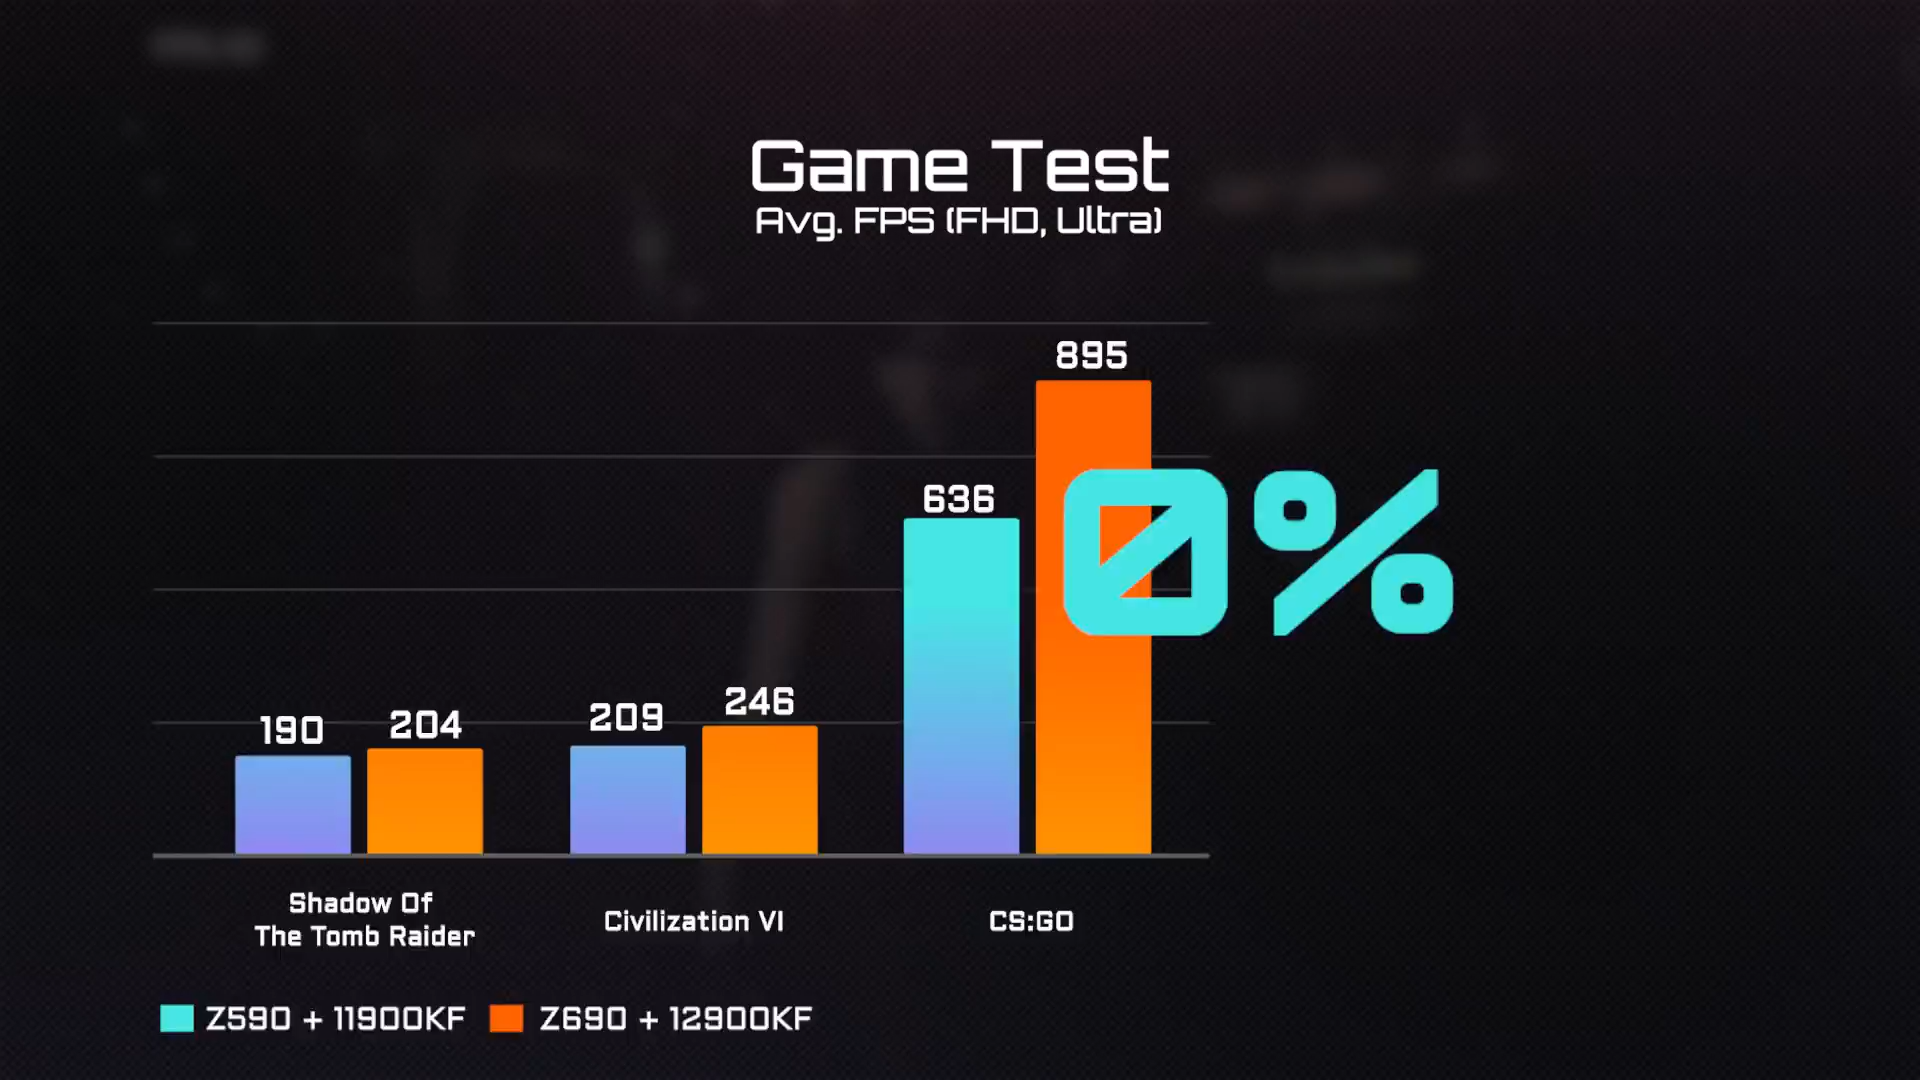 Game Test
Avg. FPS (FHD, Ultra)
895
636
0%
246
209
204
190
Shadow Of
The Tomb Raider
Civilization VI
CS:GO
Z590 + 11900KF
Z690 + 12900KF